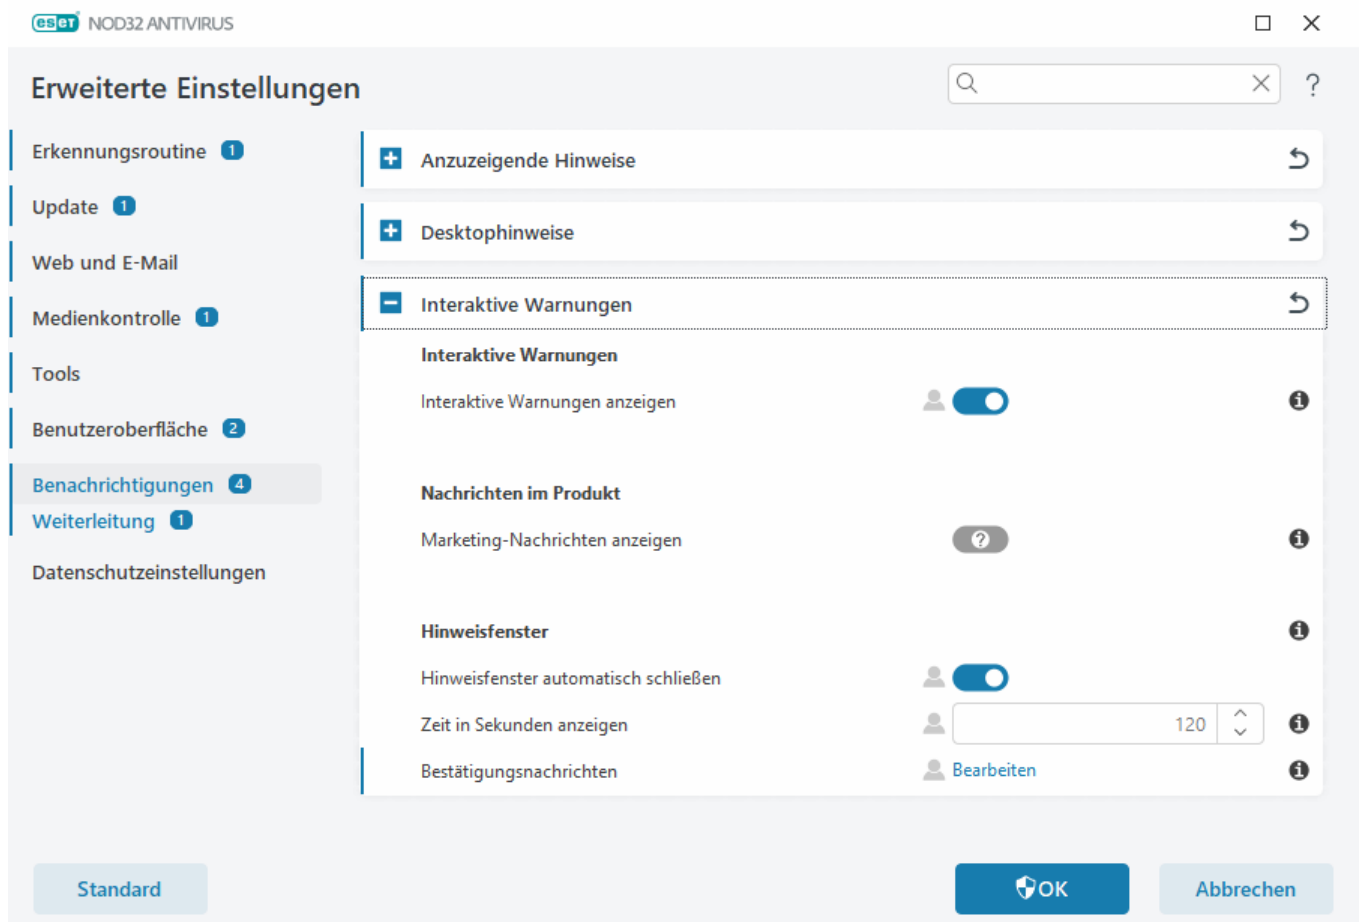 eset NOD32 ANTIVIRUS
Erweiterte Einstellungen
?
Erkennungsroutine 1
Update 1
Web und E-Mail
Medienkontrolle 1
Tools
Benutzeroberfläche 2
Benachrichtigungen 4
Weiterleitung 1
Datenschutzeinstellungen
Anzuzeigende Hinweise
Desktophinweise
Interaktive Warnungen
Interaktive Warnungen
Interaktive Warnungen anzeigen
Nachrichten im Produkt
Marketing-Nachrichten anzeigen ?
Hinweisfenster
Hinweisfenster automatisch schließen
Zeit in Sekunden anzeigen 120
Bestätigungsnachrichten Bearbeiten
Standard OK Abbrechen